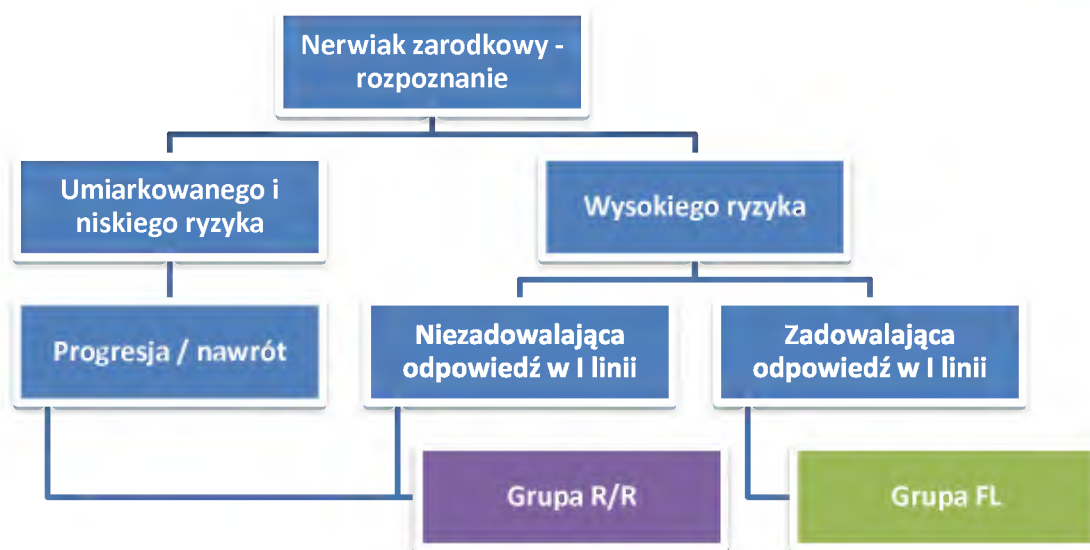 Nerwiak zarodkowy -
rozpoznanie
Umiarkowanego i
niskiego ryzyka
Wysokiego ryzyka
Progresja / nawrót
Niezadowalająca
odpowiedź w I linii
Zadowalająca
odpowiedź w I linii
Grupa R/R
Grupa FL